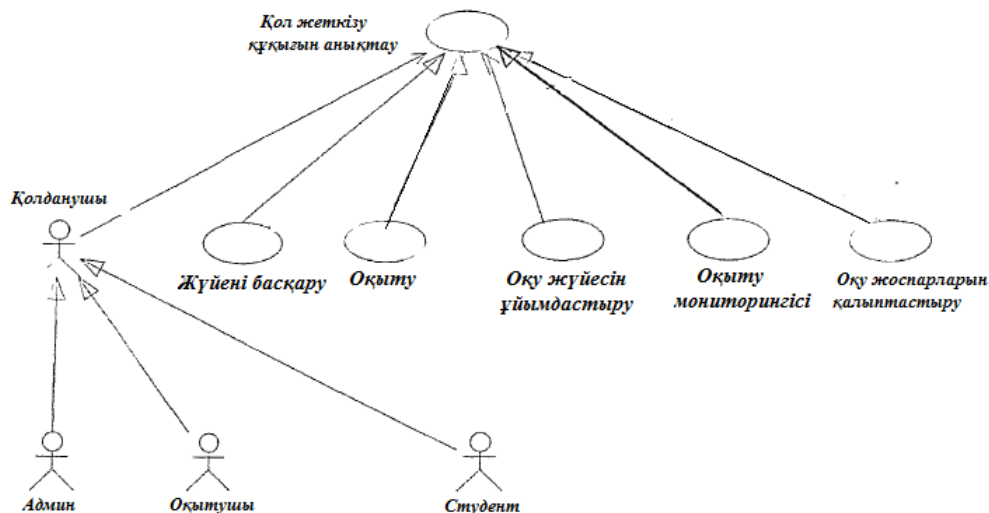 Қол жеткізу
құқығын анықтау
Қолданушы
Жүйені басқару
Оқыту
Оқу жүйесін
ұйымдастыру
Оқыту
мониторингісі
Оқу жоспарларын
қалыптастыру
Админ
Оқытушы
Студент